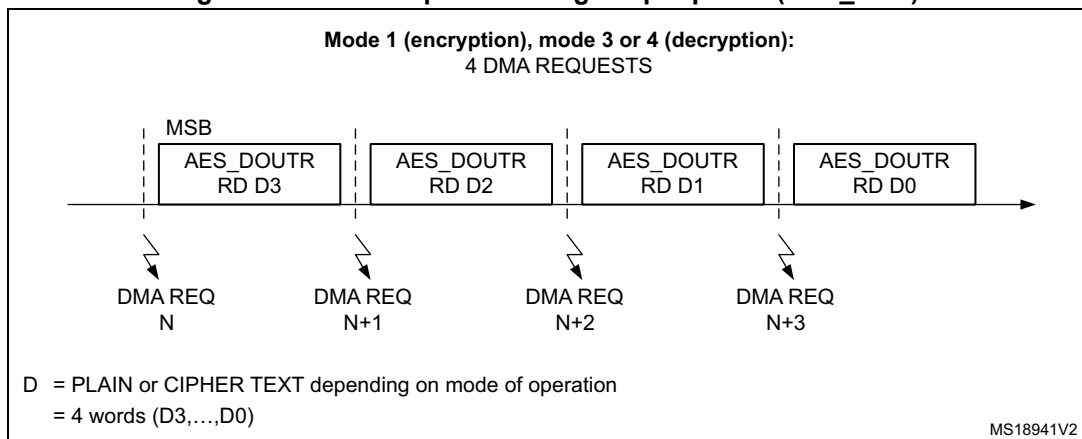 Mode 1 (encryption), mode 3 or 4 (decryption):
4 DMA REQUESTS
MSB
AES_DOUTR
RD D3
AES_DOUTR
RD D2
AES_DOUTR
RD D1
AES_DOUTR
RD D0
DMA REQ
N
DMA REQ
N+1
DMA REQ
N+2
DMA REQ
N+3
D = PLAIN or CIPHER TEXT depending on mode of operation
= 4 words (D3,…,D0)
MS18941V2